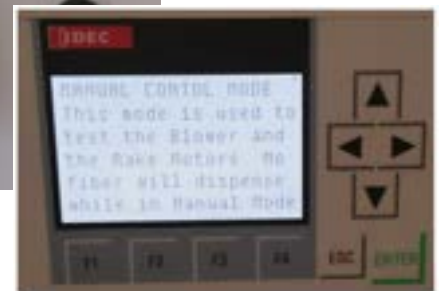 IDEC
MANUAL CONTOL MODE
This mode is used to
test the Blower and
the Rake Motors. No
fiber will dispense
while in Manual Mode
F1 F2 F3 F4 ESC ENTER